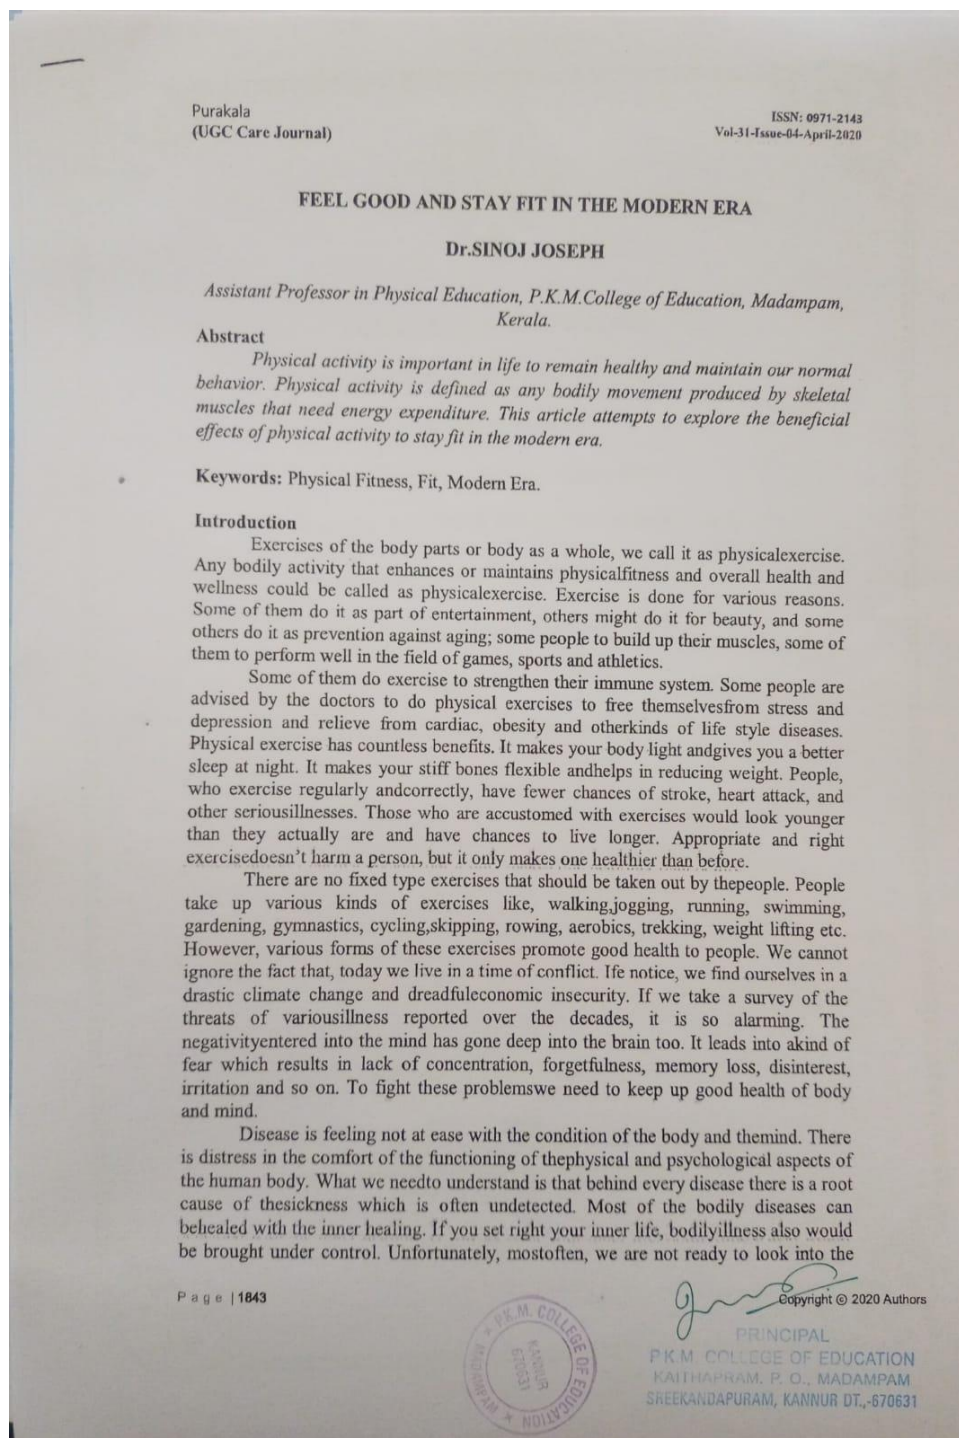 Purakala
(UGC Care Journal)
ISSN: 0971-2143
Vol-31-Issue-04-April-2020
FEEL GOOD AND STAY FIT IN THE MODERN ERA
Dr.SINOJ JOSEPH
Assistant Professor in Physical Education, P.K.M.College of Education, Madampam,
Kerala.
Abstract
Physical activity is important in life to remain healthy and maintain our normal
behavior. Physical activity is defined as any bodily movement produced by skeletal
muscles that need energy expenditure. This article attempts to explore the beneficial
effects of physical activity to stay fit in the modern era.
Keywords: Physical Fitness, Fit, Modern Era.
Introduction
Exercises of the body parts or body as a whole, we call it as physicalexercise.
Any bodily activity that enhances or maintains physicalfitness and overall health and
wellness could be called as physicalexercise. Exercise is done for various reasons.
Some of them do it as part of entertainment, others might do it for beauty, and some
others do it as prevention against aging; some people to build up their muscles, some of
them to perform well in the field of games, sports and athletics.
Some of them do exercise to strengthen their immune system. Some people are
advised by the doctors to do physical exercises to free themselvesfrom stress and
depression and relieve from cardiac, obesity and otherkinds of life style diseases.
Physical exercise has countless benefits. It makes your body light andgives you a better
sleep at night. It makes your stiff bones flexible andhelps in reducing weight. People,
who exercise regularly andcorrectly, have fewer chances of stroke, heart attack, and
other seriousillnesses. Those who are accustomed with exercises would look younger
than they actually are and have chances to live longer. Appropriate and right
exercisedoesn't harm a person, but it only makes one healthier than before.
There are no fixed type exercises that should be taken out by thepeople. People
take up various kinds of exercises like, walking,jogging, running, swimming,
gardening, gymnastics, cycling,skipping, rowing, aerobics, trekking, weight lifting etc.
However, various forms of these exercises promote good health to people. We cannot
ignore the fact that, today we live in a time of conflict. Ife notice, we find ourselves in a
drastic climate change and dreadfuleconomic insecurity. If we take a survey of the
threats of variousillness reported over the decades, it is so alarming. The
negativityentered into the mind has gone deep into the brain too. It leads into akind of
fear which results in lack of concentration, forgetfulness, memory loss, disinterest,
irritation and so on. To fight these problemswe need to keep up good health of body
and mind.
Disease is feeling not at ease with the condition of the body and themind. There
is distress in the comfort of the functioning of thephysical and psychological aspects of
the human body. What we needto understand is that behind every disease there is a root
cause of thesickness which is often undetected. Most of the bodily diseases can
behealed with the inner healing. If you set right your inner life, bodilyillness also would
be brought under control. Unfortunately, mostoften, we are not ready to look into the
Page | 1843
Copyright © 2020 Authors
P.K.M. COLLEGE OF EDUCATION
MADAMPAM
KANNUR
670631
PRINCIPAL
P.K.M. COLLEGE OF EDUCATION
KAITHAPRAM. P. O., MADAMPAM
SREEKANDAPURAM, KANNUR DT.,-670631